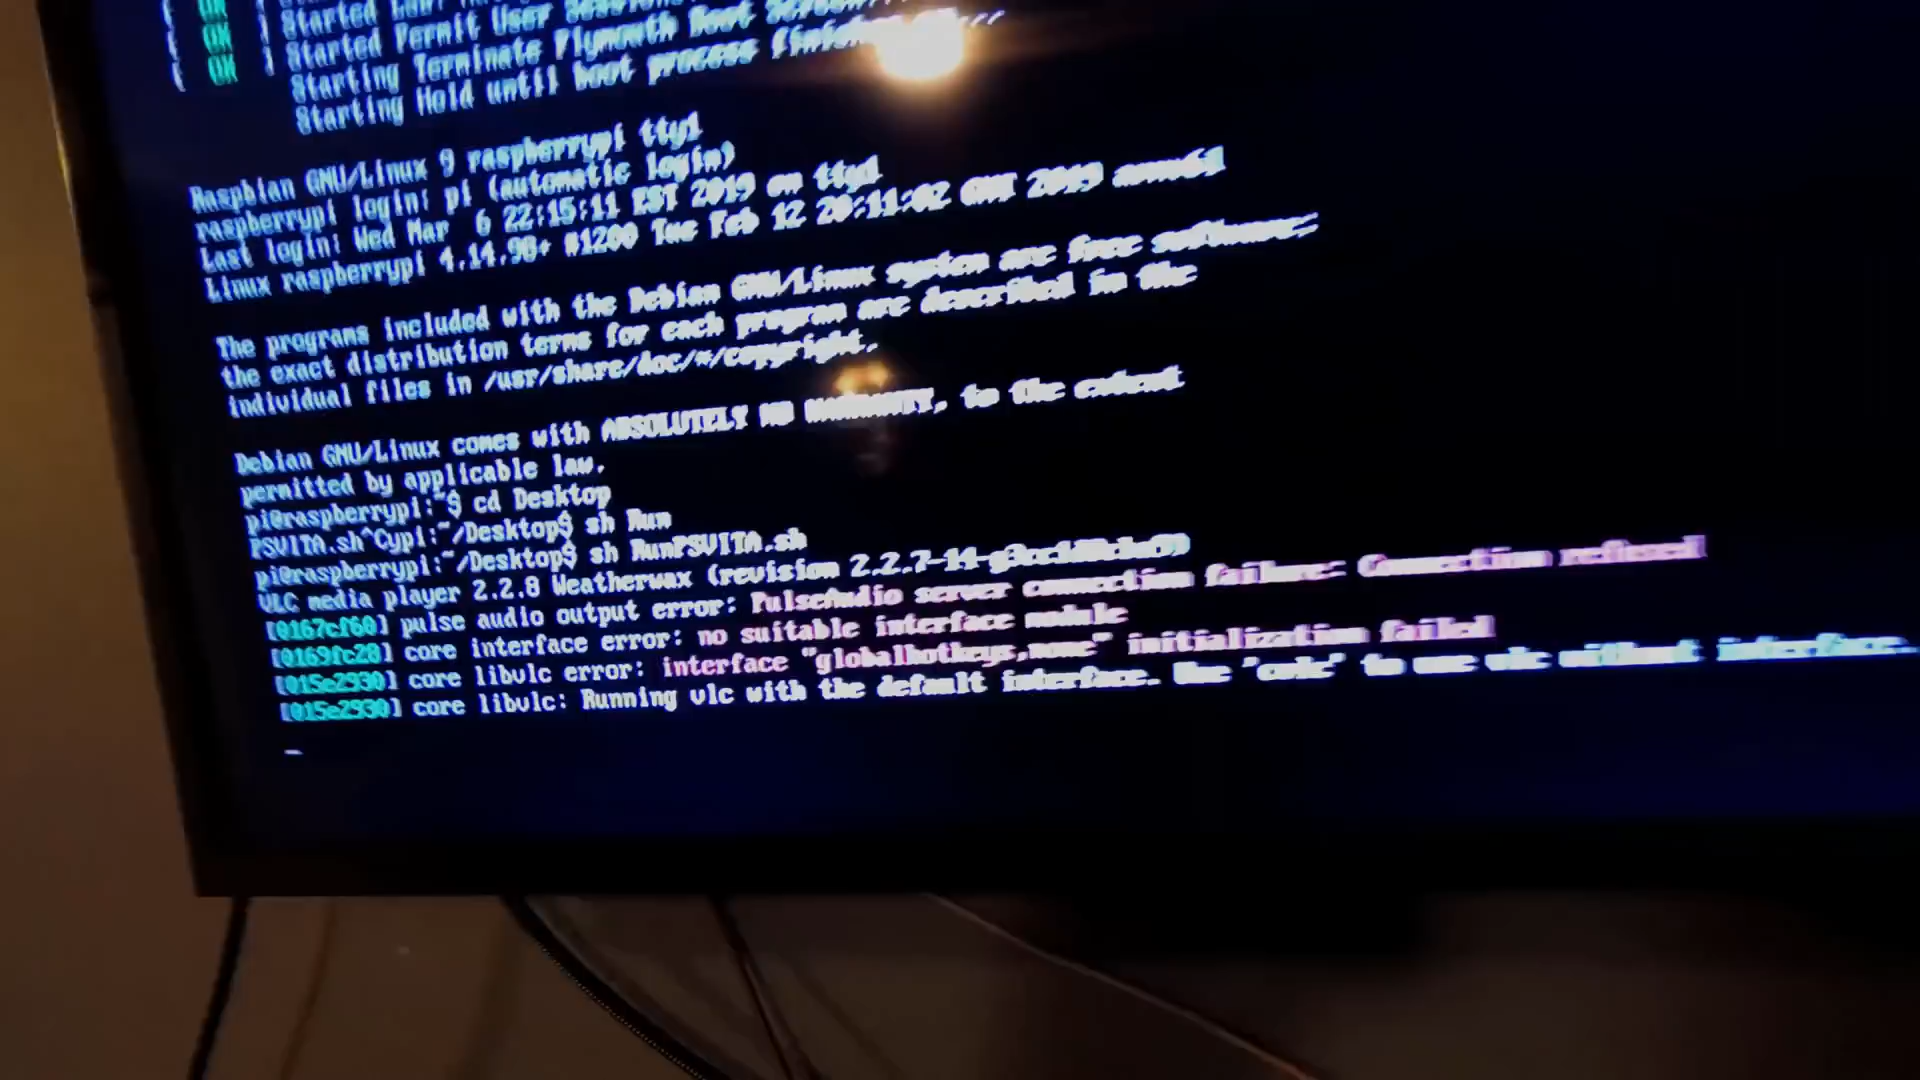 [ OK ] Started
[ OK ] Started Permit User Sessions.
Starting Terminate Plymouth Boot Screen...
Starting Hold until boot process finishes up...
Raspbian GNU/Linux 9 raspberrypi tty1
raspberrypi login: pi (automatic login)
Last login: Wed Mar  6 22:15:11 EST 2019 on tty1
Linux raspberrypi 4.14.98+ #1200 Tue Feb 12 20:11:02 GMT 2019 armv6l
The programs included with the Debian GNU/Linux system are free software;
the exact distribution terms for each program are described in the
individual files in /usr/share/doc/*/copyright.
Debian GNU/Linux comes with ABSOLUTELY NO WARRANTY, to the extent
permitted by applicable law.
pi@raspberrypi:~$ cd Desktop
PSVITA.sh^Cypi:~/Desktop$ sh Run
pi@raspberrypi:~/Desktop$ sh RunPSVITA.sh
VLC media player 2.2.8 Weatherwax (revision
[0167cf60] pulse audio output error: PulseAudio server connection failure: Connection refused
[0169fc28] core interface error: no suitable interface module
[015e2930] core libvlc error: interface "globalhotkeys,none" initialization failed
[015e2930] core libvlc: Running vlc with the default interface. Use 'cvlc' to use vlc without interface.